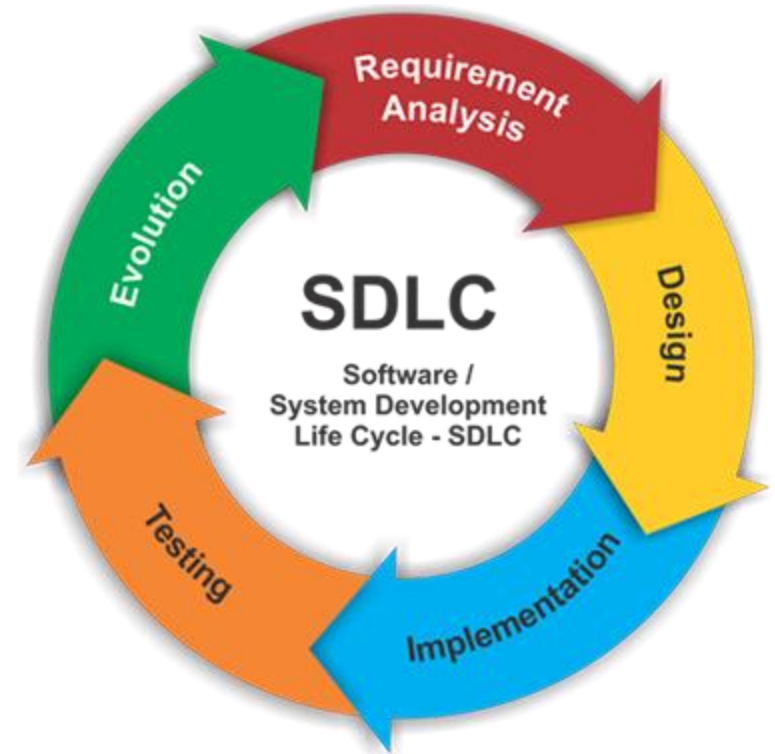 Requirement
Analysis
Design
Implementation
Testing
Evolution
SDLC
Software /
System Development
Life Cycle - SDLC